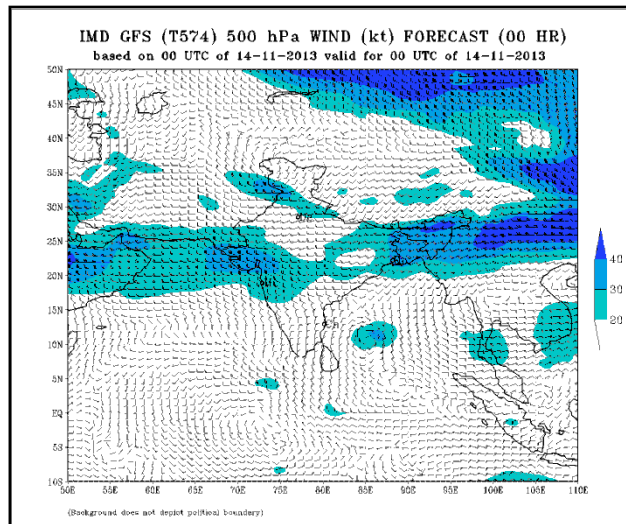 IMD GFS (T574) 500 hPa WIND (kt) FORECAST (00 HR)
based on 00 UTC of 14-11-2013 valid for 00 UTC of 14-11-2013
50N
45N
40N
35N
30N
25N
20N
15N
10N
5N
EQ
5S
10S
50E 55E 60E 65E 70E 75E 80E 85E 90E 95E 100E 105E 110E
40
30
20
(Background does not depict political boundary)